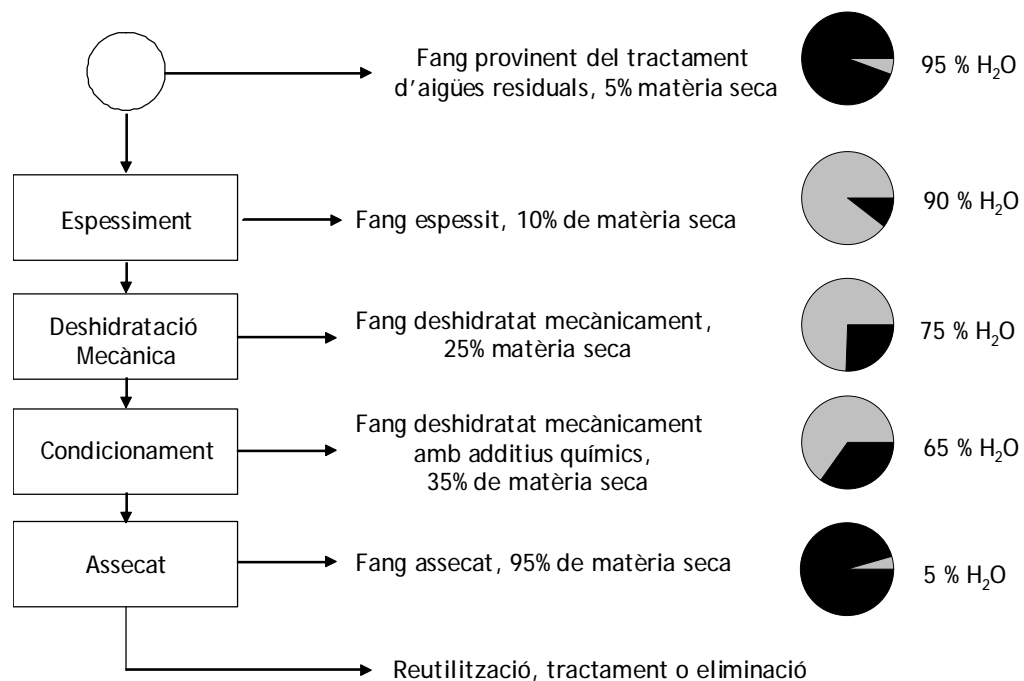 Fang provinent del tractament
d'aigües residuals, 5% matèria seca
95 % H₂O
Espessiment
Fang espessit, 10% de matèria seca
90 % H₂O
Deshidratació
Mecànica
Fang deshidratat mecànicament,
25% matèria seca
75 % H₂O
Condicionament
Fang deshidratat mecànicament
amb additius químics,
35% de matèria seca
65 % H₂O
Assecat
Fang assecat, 95% de matèria seca
5 % H₂O
Reutilització, tractament o eliminació